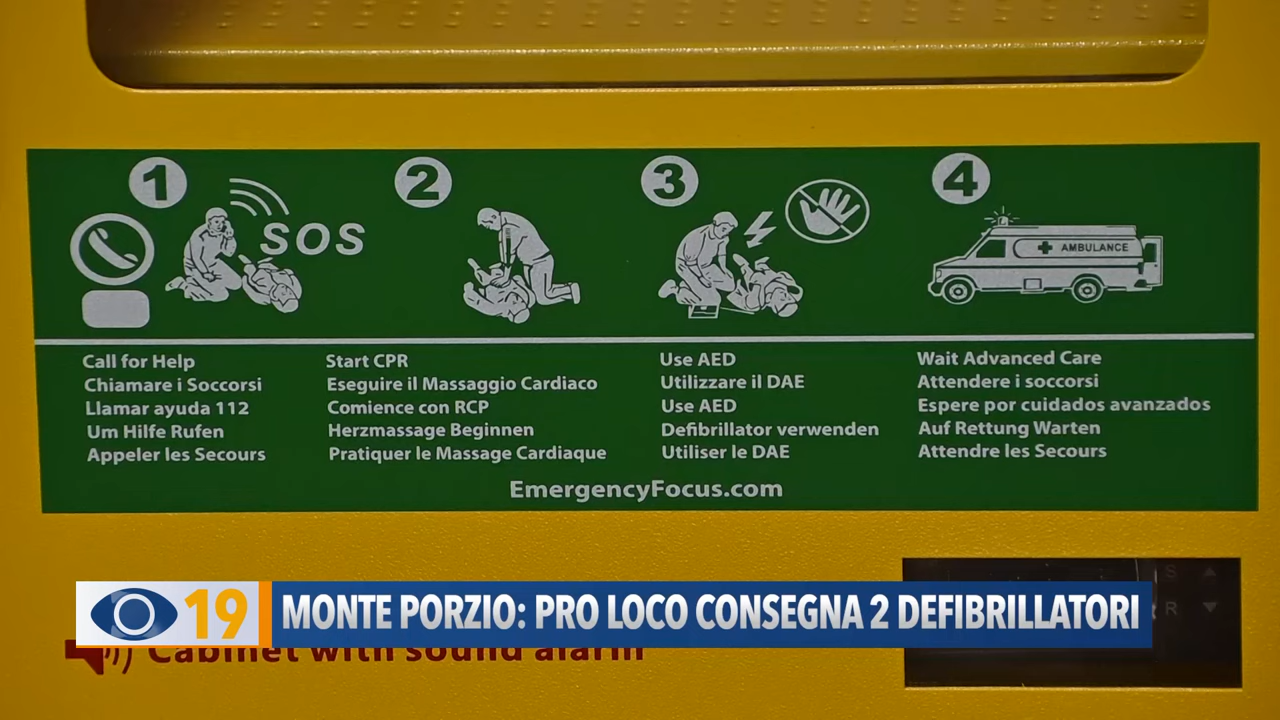 1
2
3
4
SOS
AMBULANCE
Call for Help
Chiamare i Soccorsi
Llamar ayuda 112
Um Hilfe Rufen
Appeler les Secours
Start CPR
Eseguire il Massaggio Cardiaco
Comience con RCP
Herzmassage Beginnen
Pratiquer le Massage Cardiaque
Use AED
Utilizzare il DAE
Use AED
Defibrillator verwenden
Utiliser le DAE
Wait Advanced Care
Attendere i soccorsi
Espere por cuidados avanzados
Auf Rettung Warten
Attendre les Secours
EmergencyFocus.com
S
R
19
MONTE PORZIO: PRO LOCO CONSEGNA 2 DEFIBRILLATORI
Cabinet with sound alarm